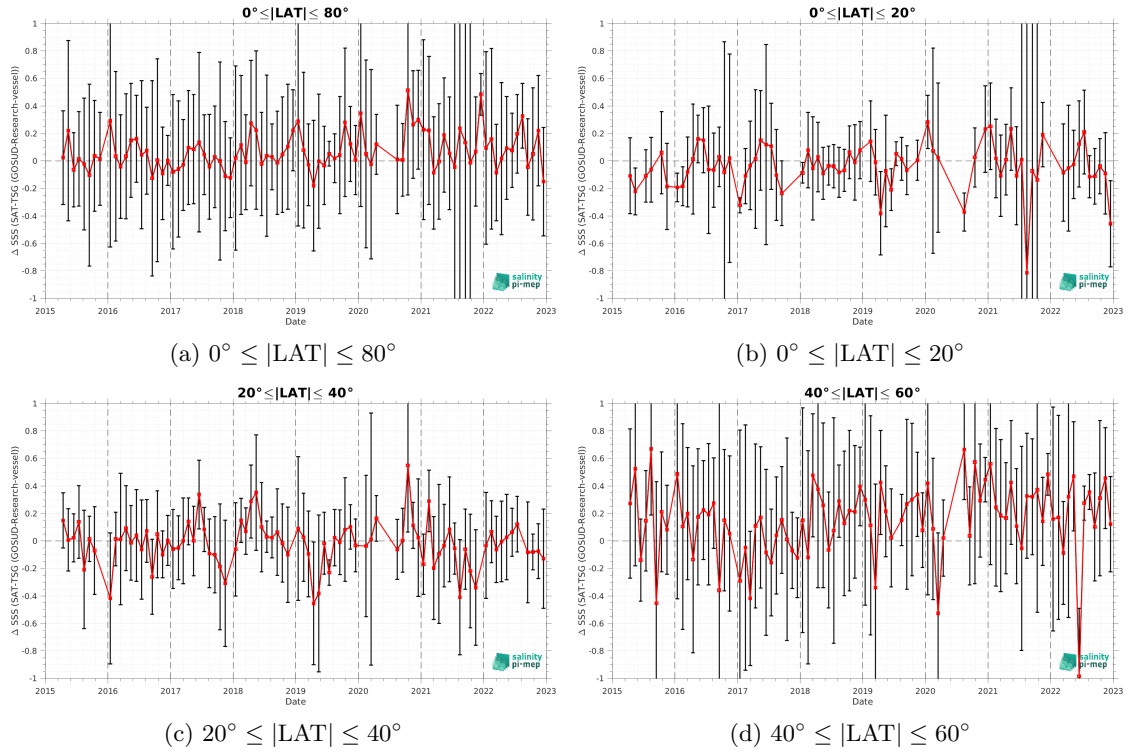 0°≤|LAT|≤ 80°
Δ SSS (SAT-TSG (GOSUD-Research-vessel))
1
0.8
0.6
0.4
0.2
0
-0.2
-0.4
-0.6
-0.8
-1
salinity
pi-mep
2015 2016 2017 2018 2019 2020 2021 2022 2023
Date
(a) 0° ≤ |LAT| ≤ 80°
0°≤|LAT|≤ 20°
Δ SSS (SAT-TSG (GOSUD-Research-vessel))
1
0.8
0.6
0.4
0.2
0
-0.2
-0.4
-0.6
-0.8
-1
salinity
pi-mep
2015 2016 2017 2018 2019 2020 2021 2022 2023
Date
(b) 0° ≤ |LAT| ≤ 20°
20°≤|LAT|≤ 40°
Δ SSS (SAT-TSG (GOSUD-Research-vessel))
1
0.8
0.6
0.4
0.2
0
-0.2
-0.4
-0.6
-0.8
-1
salinity
pi-mep
2015 2016 2017 2018 2019 2020 2021 2022 2023
Date
(c) 20° ≤ |LAT| ≤ 40°
40°≤|LAT|≤ 60°
Δ SSS (SAT-TSG (GOSUD-Research-vessel))
1
0.8
0.6
0.4
0.2
0
-0.2
-0.4
-0.6
-0.8
-1
salinity
pi-mep
2015 2016 2017 2018 2019 2020 2021 2022 2023
Date
(d) 40° ≤ |LAT| ≤ 60°